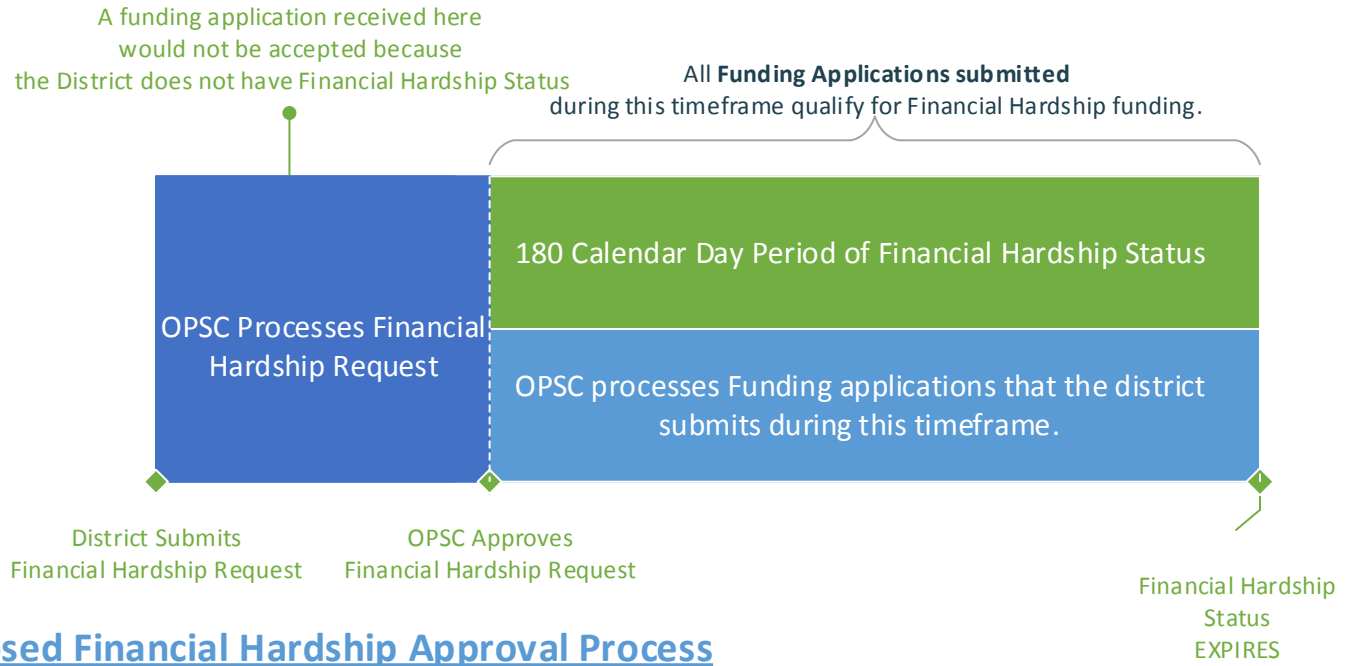 A funding application received here
would not be accepted because
the District does not have Financial Hardship Status
All Funding Applications submitted
during this timeframe qualify for Financial Hardship funding.
OPSC Processes Financial
Hardship Request
180 Calendar Day Period of Financial Hardship Status
OPSC processes Funding applications that the district
submits during this timeframe.
District Submits
Financial Hardship Request
OPSC Approves
Financial Hardship Request
Financial Hardship
Status
EXPIRES
Financial Hardship Approval Process